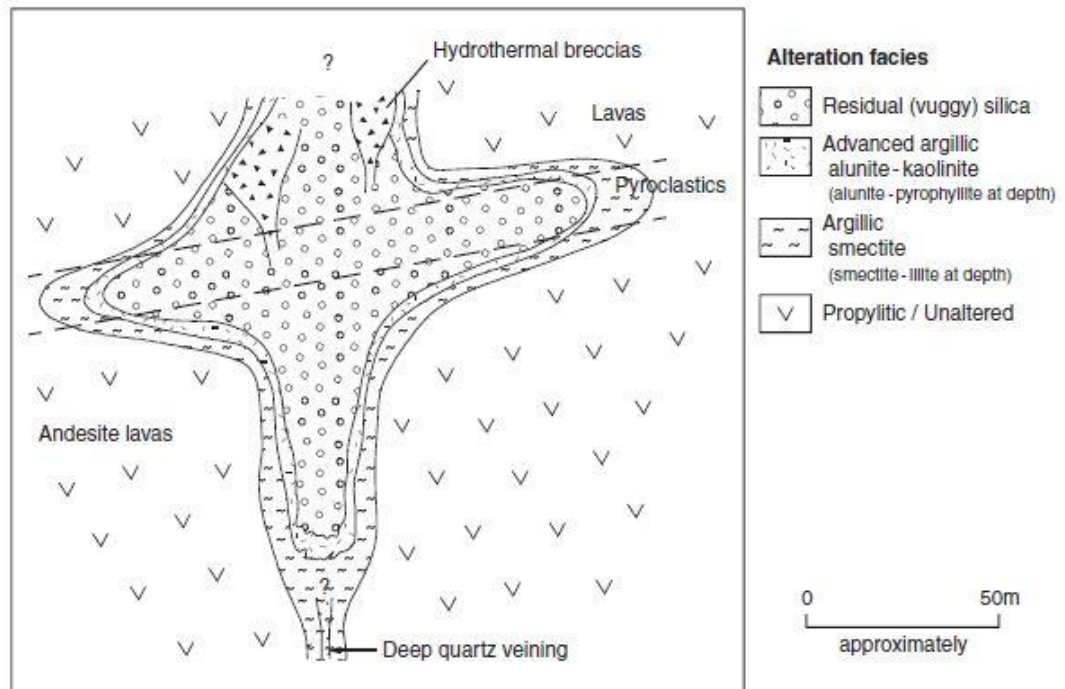 ?
Hydrothermal breccias
Lavas
Pyroclastics
Andesite lavas
?
Deep quartz veining
Alteration facies
Residual (vuggy) silica
Advanced argillic
alunite - kaolinite
(alunite - pyrophyllite at depth)
Argillic
smectite
(smectite - illite at depth)
Propylitic / Unaltered
0 50m
approximately